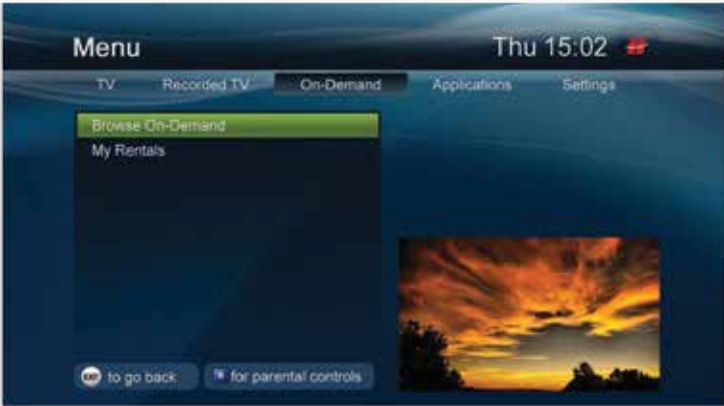 Menu
Thu 15:02
TV Recorded TV On-Demand Applications Settings
Browse On-Demand
My Rentals
EXIT to go back
for parental controls